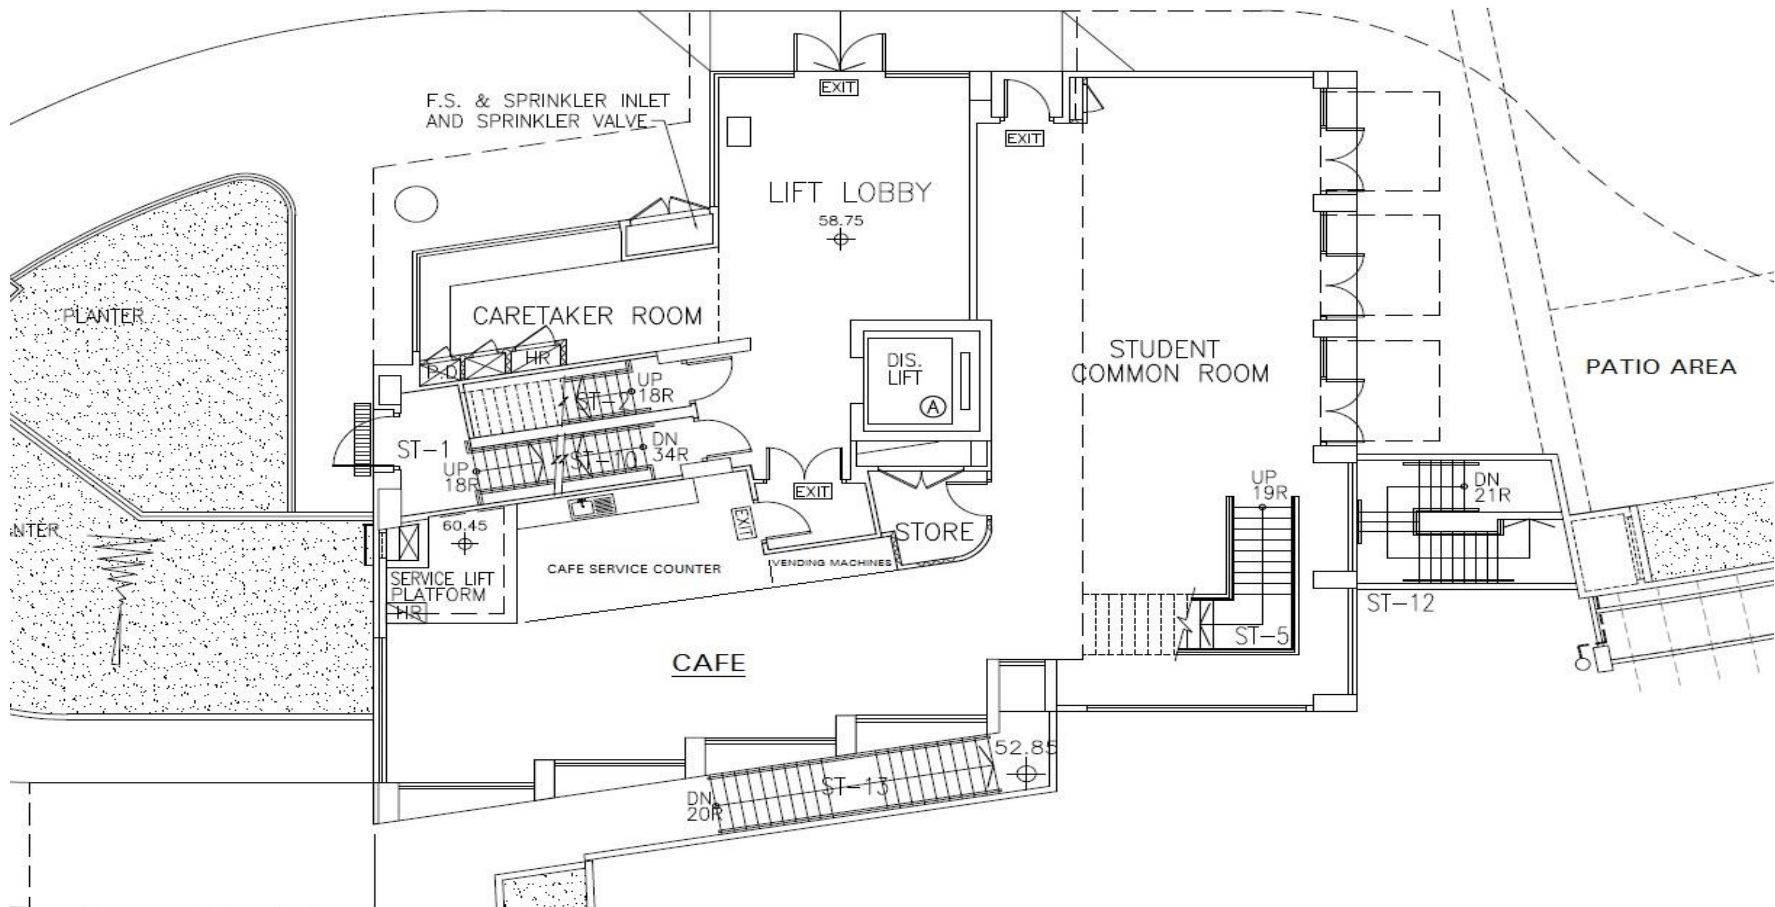 EXIT
F.S. & SPRINKLER INLET
AND SPRINKLER VALVE
EXIT
LIFT LOBBY
58.75
PLANTER
CARETAKER ROOM
P.D.
HR
DIS.
LIFT
A
STUDENT
COMMON ROOM
PATIO AREA
UP
18R
ST-2
ST-1
DN
34R
ST-10
UP
18R
EXIT
EXIT
UP
19R
DN
21R
60.45
STORE
NTER
CAFE SERVICE COUNTER
VENDING MACHINES
SERVICE LIFT
PLATFORM
HR
ST-12
ST-5
CAFE
52.85
ST-13
DN
20R